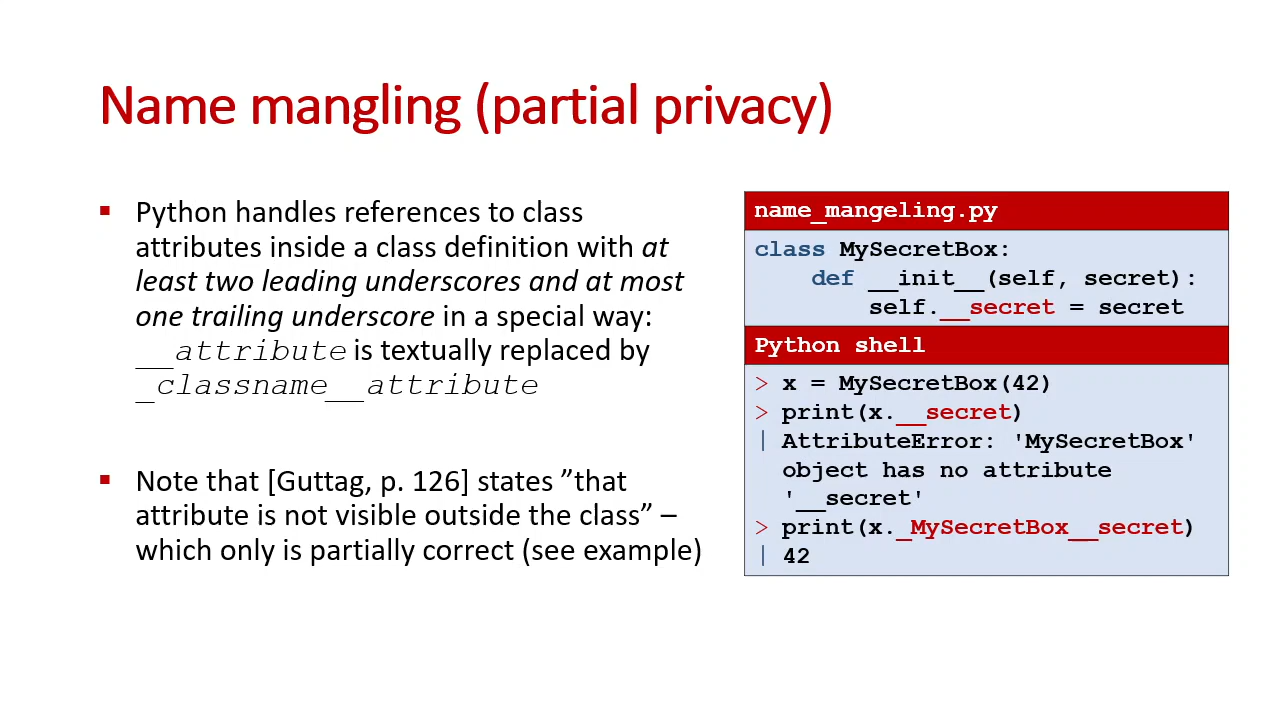 Name mangling (partial privacy)
▪ Python handles references to class
attributes inside a class definition with at
least two leading underscores and at most
one trailing underscore in a special way:
__attribute is textually replaced by
_classname__attribute
▪ Note that [Guttag, p. 126] states ”that
attribute is not visible outside the class” –
which only is partially correct (see example)
name_mangeling.py
class MySecretBox:
    def __init__(self, secret):
        self.__secret = secret
Python shell
> x = MySecretBox(42)
> print(x.__secret)
| AttributeError: 'MySecretBox'
object has no attribute
'__secret'
> print(x._MySecretBox__secret)
| 42